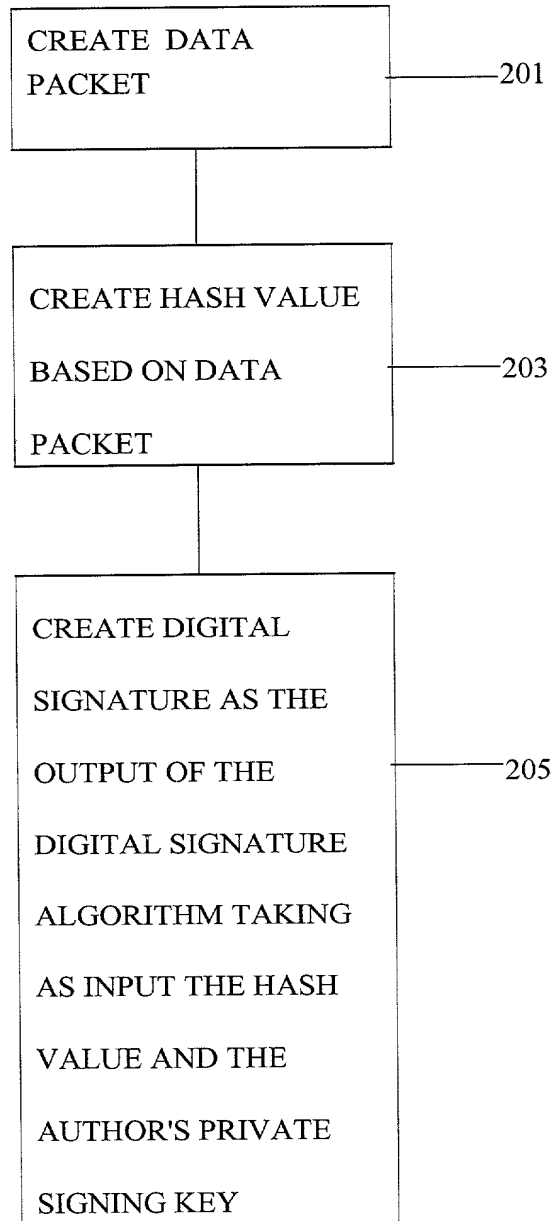 CREATE DATA
PACKET
201
CREATE HASH VALUE
BASED ON DATA
PACKET
203
CREATE DIGITAL
SIGNATURE AS THE
OUTPUT OF THE
DIGITAL SIGNATURE
ALGORITHM TAKING
AS INPUT THE HASH
VALUE AND THE
AUTHOR'S PRIVATE
SIGNING KEY
205